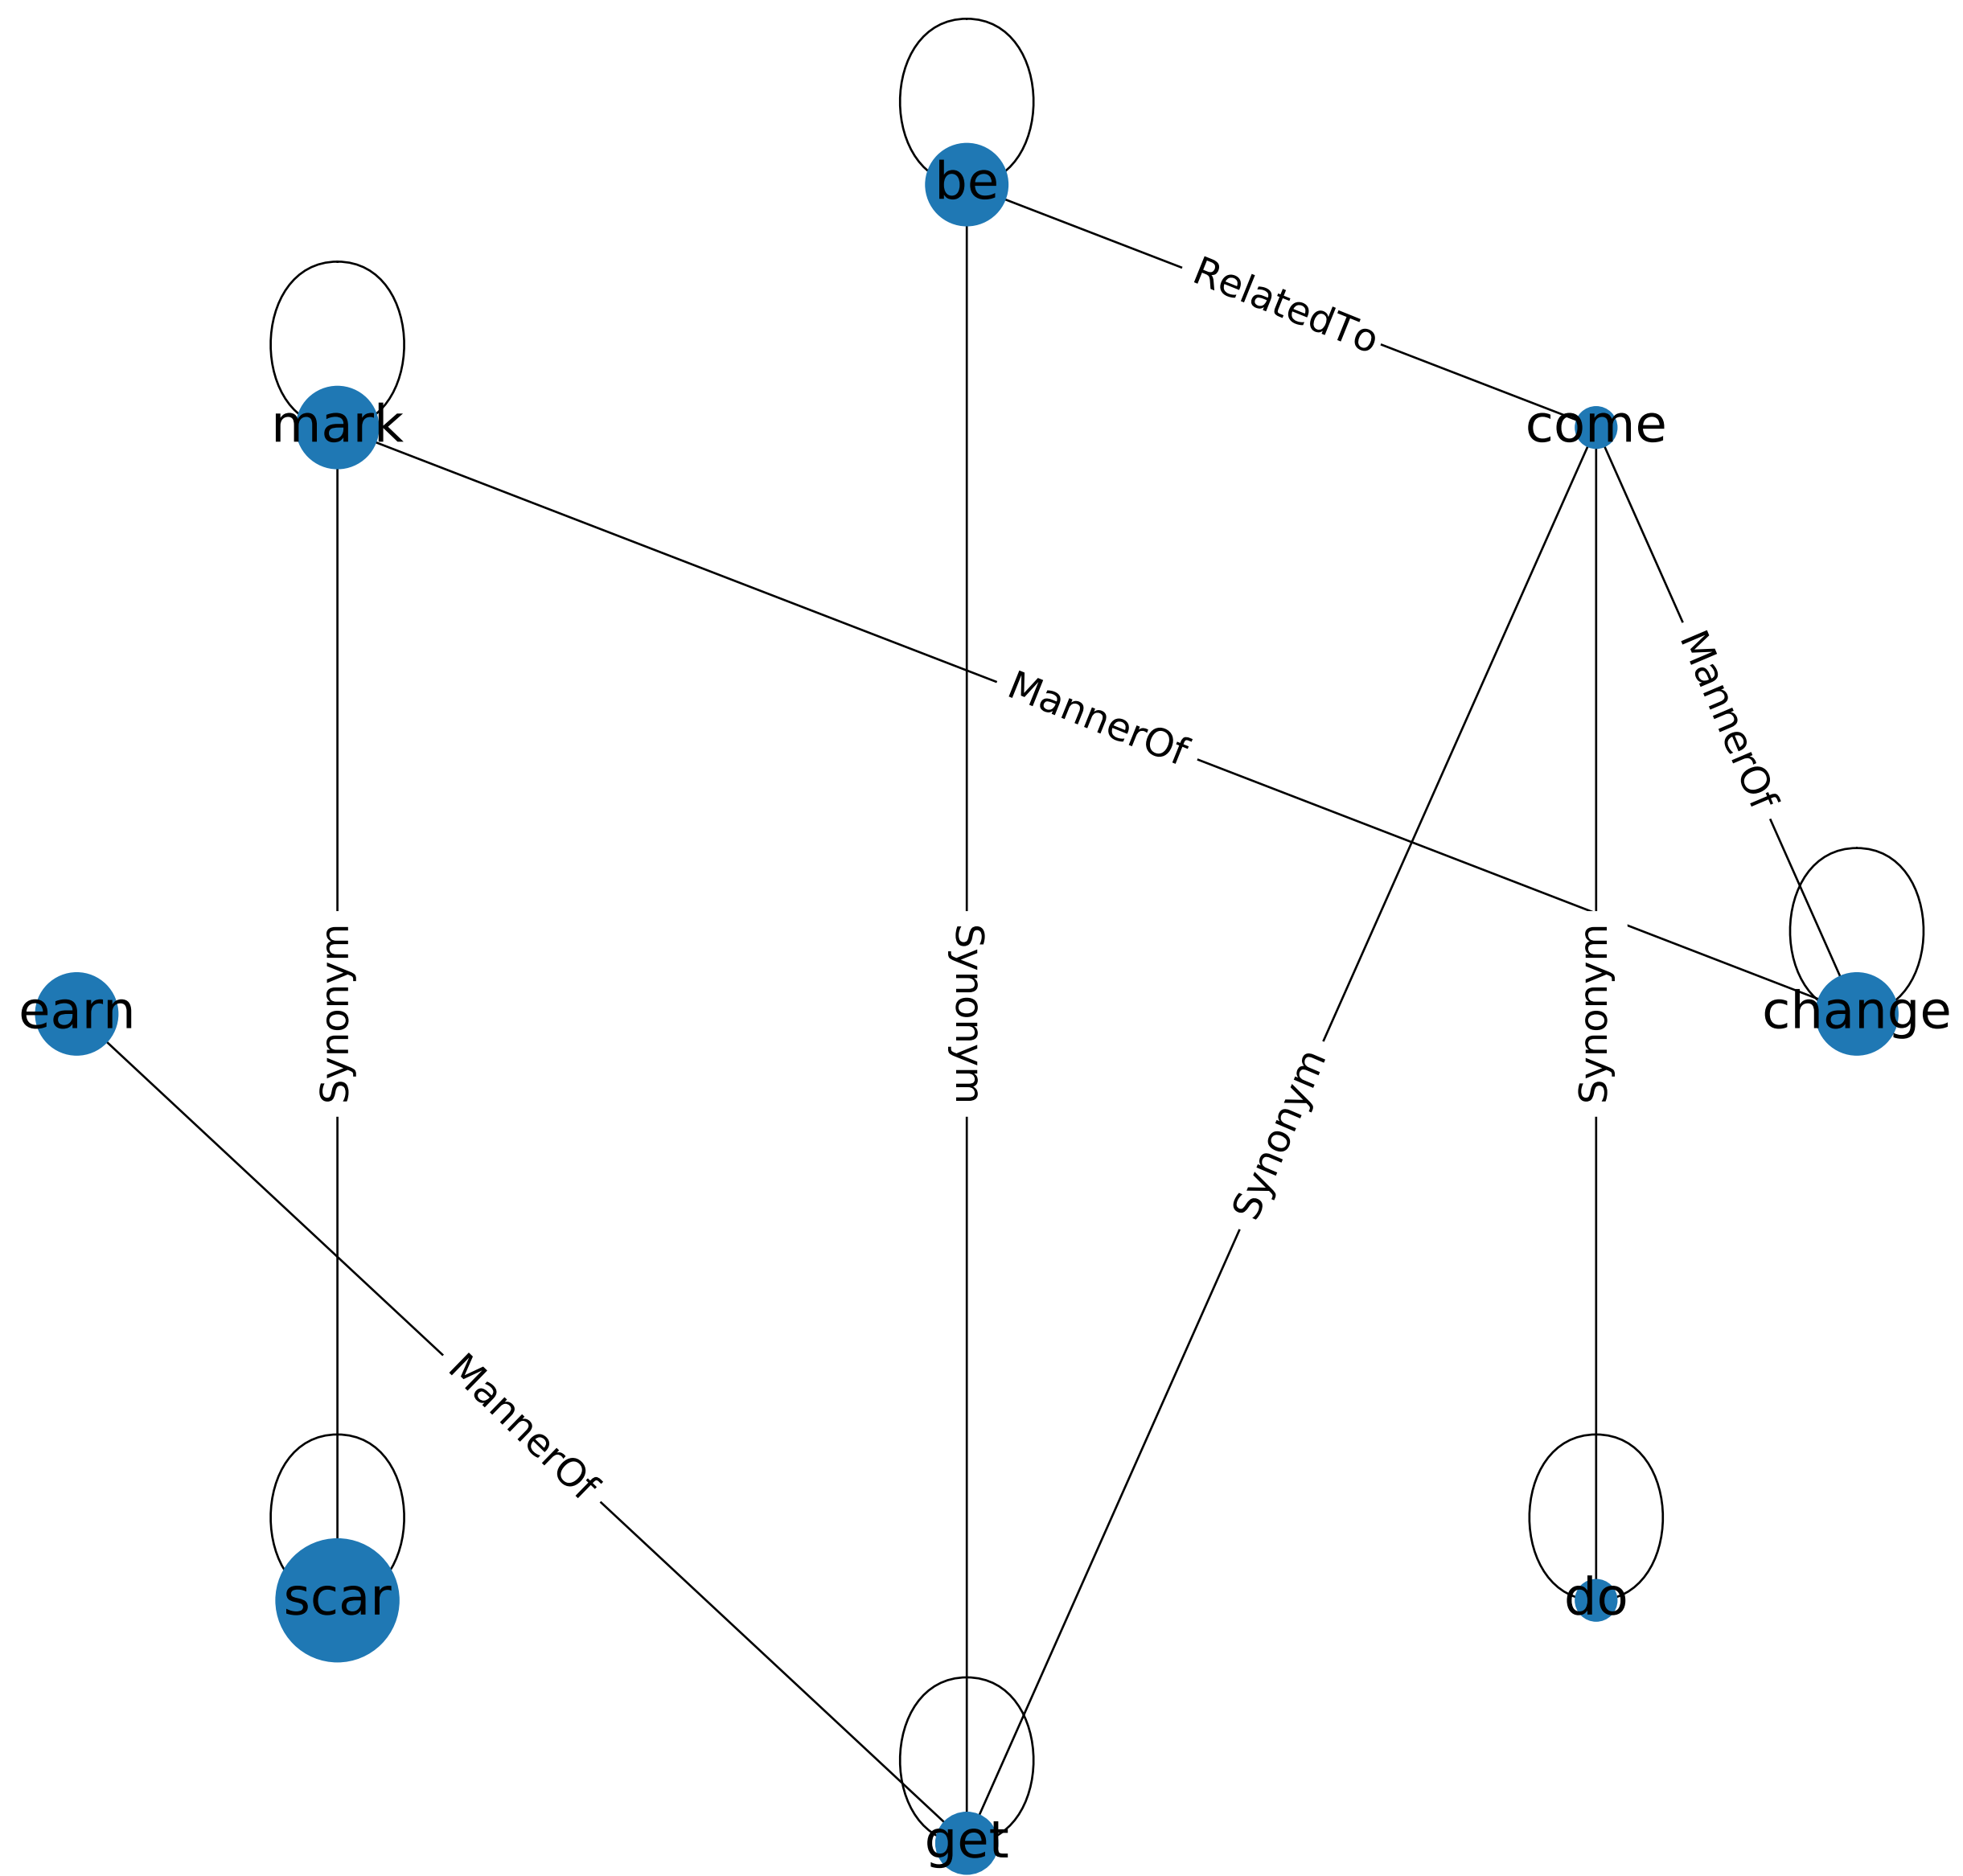 be
RelatedTo
mark
come
MannerOf
MannerOf
Synonym
Synonym
Synonym
earn
change
Synonym
MannerOf
scar
do
get